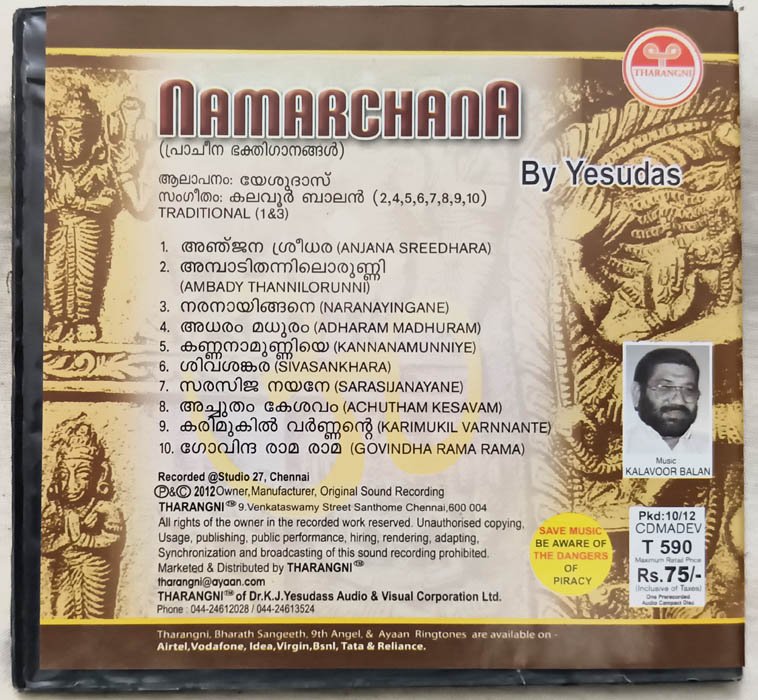 THARANGNI
NAMARCHANA
(പ്രാചീന ഭക്തിഗാനങ്ങൾ)
By Yesudas
ആലാപനം: യേശുദാസ്
സംഗീതം: കലവൂർ ബാലൻ (2,4,5,6,7,8,9,10)
TRADITIONAL (1&3)
1. അഞ്ജന ശ്രീധര (ANJANA SREEDHARA)
2. അമ്പാടിതന്നിലൊരുണ്ണി
(AMBADY THANNILORUNNI)
3. നരനായിങ്ങനെ (NARANAYINGANE)
4. അധരം മധുരം (ADHARAM MADHURAM)
5. കണ്ണനാമുണ്ണിയെ (KANNANAMUNNIYE)
6. ശിവശങ്കര (SIVASANKHARA)
7. സരസിജ നയനേ (SARASIJANAYANE)
8. അച്ചുതം കേശവം (ACHUTHAM KESAVAM)
9. കരിമുകിൽ വർണ്ണന്റെ (KARIMUKIL VARNNANTE)
10. ഗോവിന്ദ രാമ രാമ (GOVINDHA RAMA RAMA)
Music
KALAVOOR BALAN
Recorded @Studio 27, Chennai
Ⓟ&© 2012 Owner,Manufacturer, Original Sound Recording
THARANGNI 9.Venkataswamy Street Santhome Chennai,600 004
All rights of the owner in the recorded work reserved. Unauthorised copying,
Usage, publishing, public performance, hiring, rendering, adapting,
Synchronization and broadcasting of this sound recording prohibited.
Marketed & Distributed by THARANGNI
tharangni@ayaan.com
THARANGNI of Dr.K.J.Yesudass Audio & Visual Corporation Ltd.
Phone : 044-24612028 / 044-24613524
SAVE MUSIC
BE AWARE OF
THE DANGERS
OF
PIRACY
Pkd:10/12
CDMADEV
T 590
Maximum Retail Price
Rs.75/-
(Inclusive of Taxes)
One Prerecorded
Audio Compact Disc
Tharangni, Bharath Sangeeth, 9th Angel, & Ayaan Ringtones are available on -
Airtel,Vodafone, Idea,Virgin,Bsnl, Tata & Reliance.